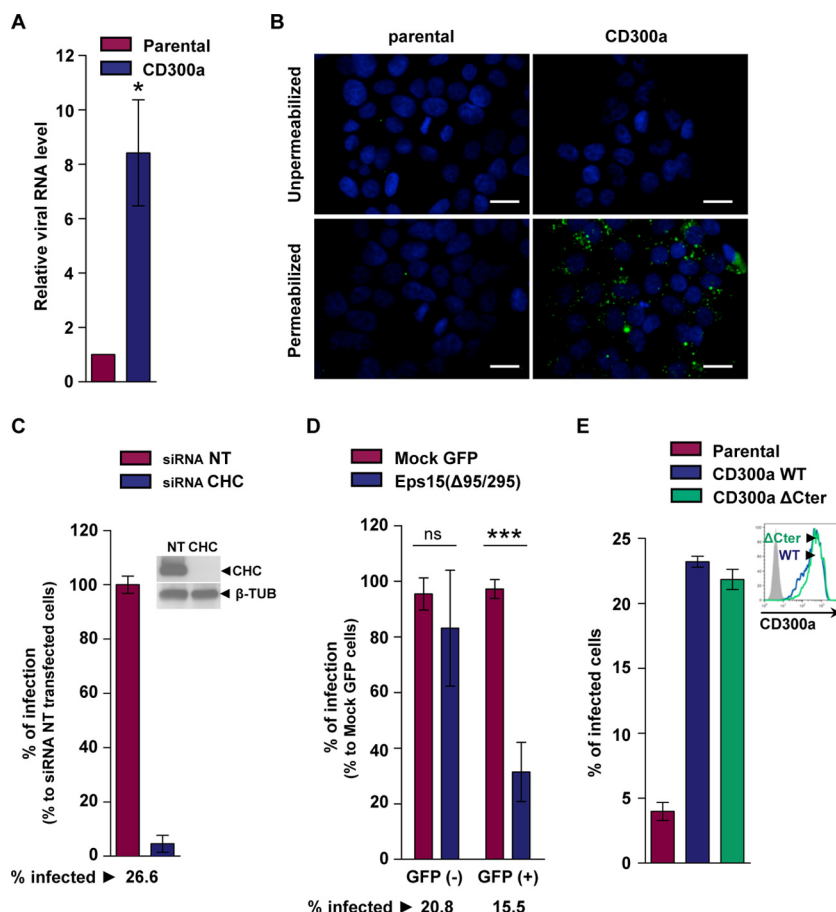 A
Parental
CD300a
Relative viral RNA level
12
10
8
6
4
2
0
*
B
parental
CD300a
Unpermeabilized
Permeabilized
C
siRNA NT
siRNA CHC
% of infection
(% to siRNA NT transfected cells)
120
100
80
60
40
20
0
NT CHC
CHC
β-TUB
% infected ► 26.6
D
Mock GFP
Eps15(Δ95/295)
% of infection
(% to Mock GFP cells)
120
100
80
60
40
20
0
ns
***
GFP (-)
GFP (+)
% infected ► 20.8 15.5
E
Parental
CD300a WT
CD300a ΔCter
% of infected cells
25
20
15
10
5
0
ΔCter
WT
CD300a